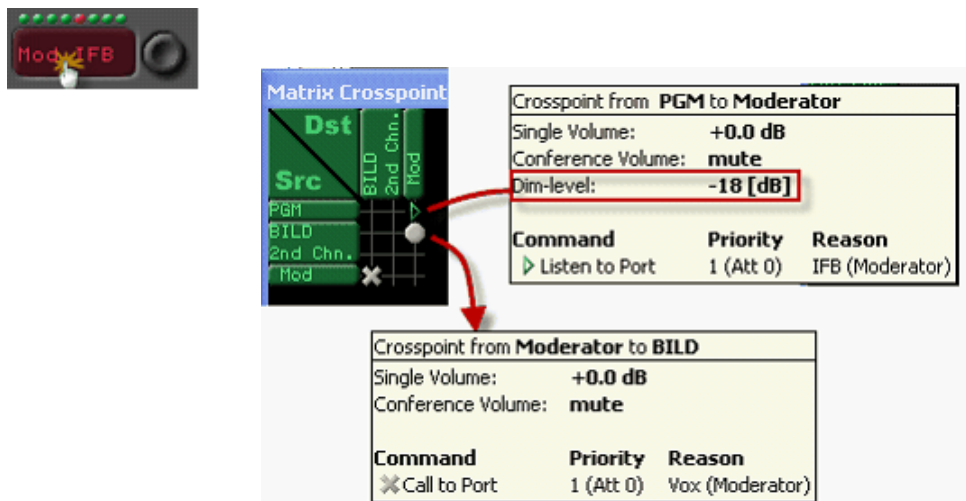 Mod IFB
Matrix Crosspoint
Dst
Src
BILD
2nd Chn.
Mod
PGM
BILD
2nd Chn.
Mod
Crosspoint from PGM to Moderator
Single Volume: +0.0 dB
Conference Volume: mute
Dim-level: -18 [dB]
Command Priority Reason
Listen to Port 1 (Att 0) IFB (Moderator)
Crosspoint from Moderator to BILD
Single Volume: +0.0 dB
Conference Volume: mute
Command Priority Reason
Call to Port 1 (Att 0) Vox (Moderator)